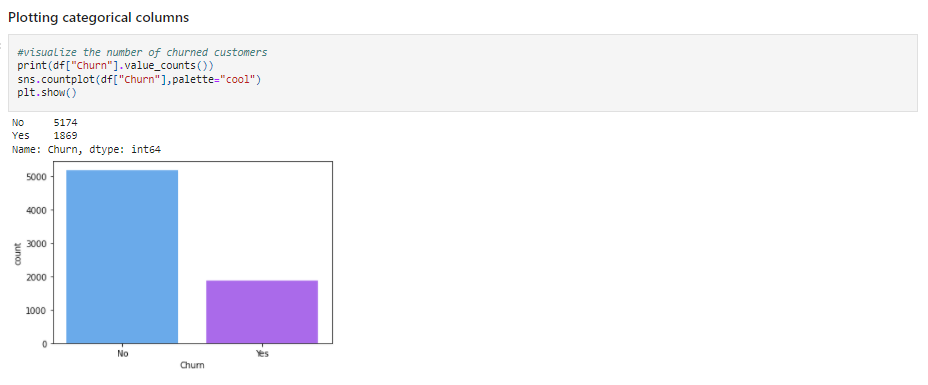 Plotting categorical columns
#visualize the number of churned customers
print(df["Churn"].value_counts())
sns.countplot(df["Churn"],palette="cool")
plt.show()
No 5174
Yes 1869
Name: Churn, dtype: int64
5000
4000
3000
2000
1000
0
count
No Yes
Churn